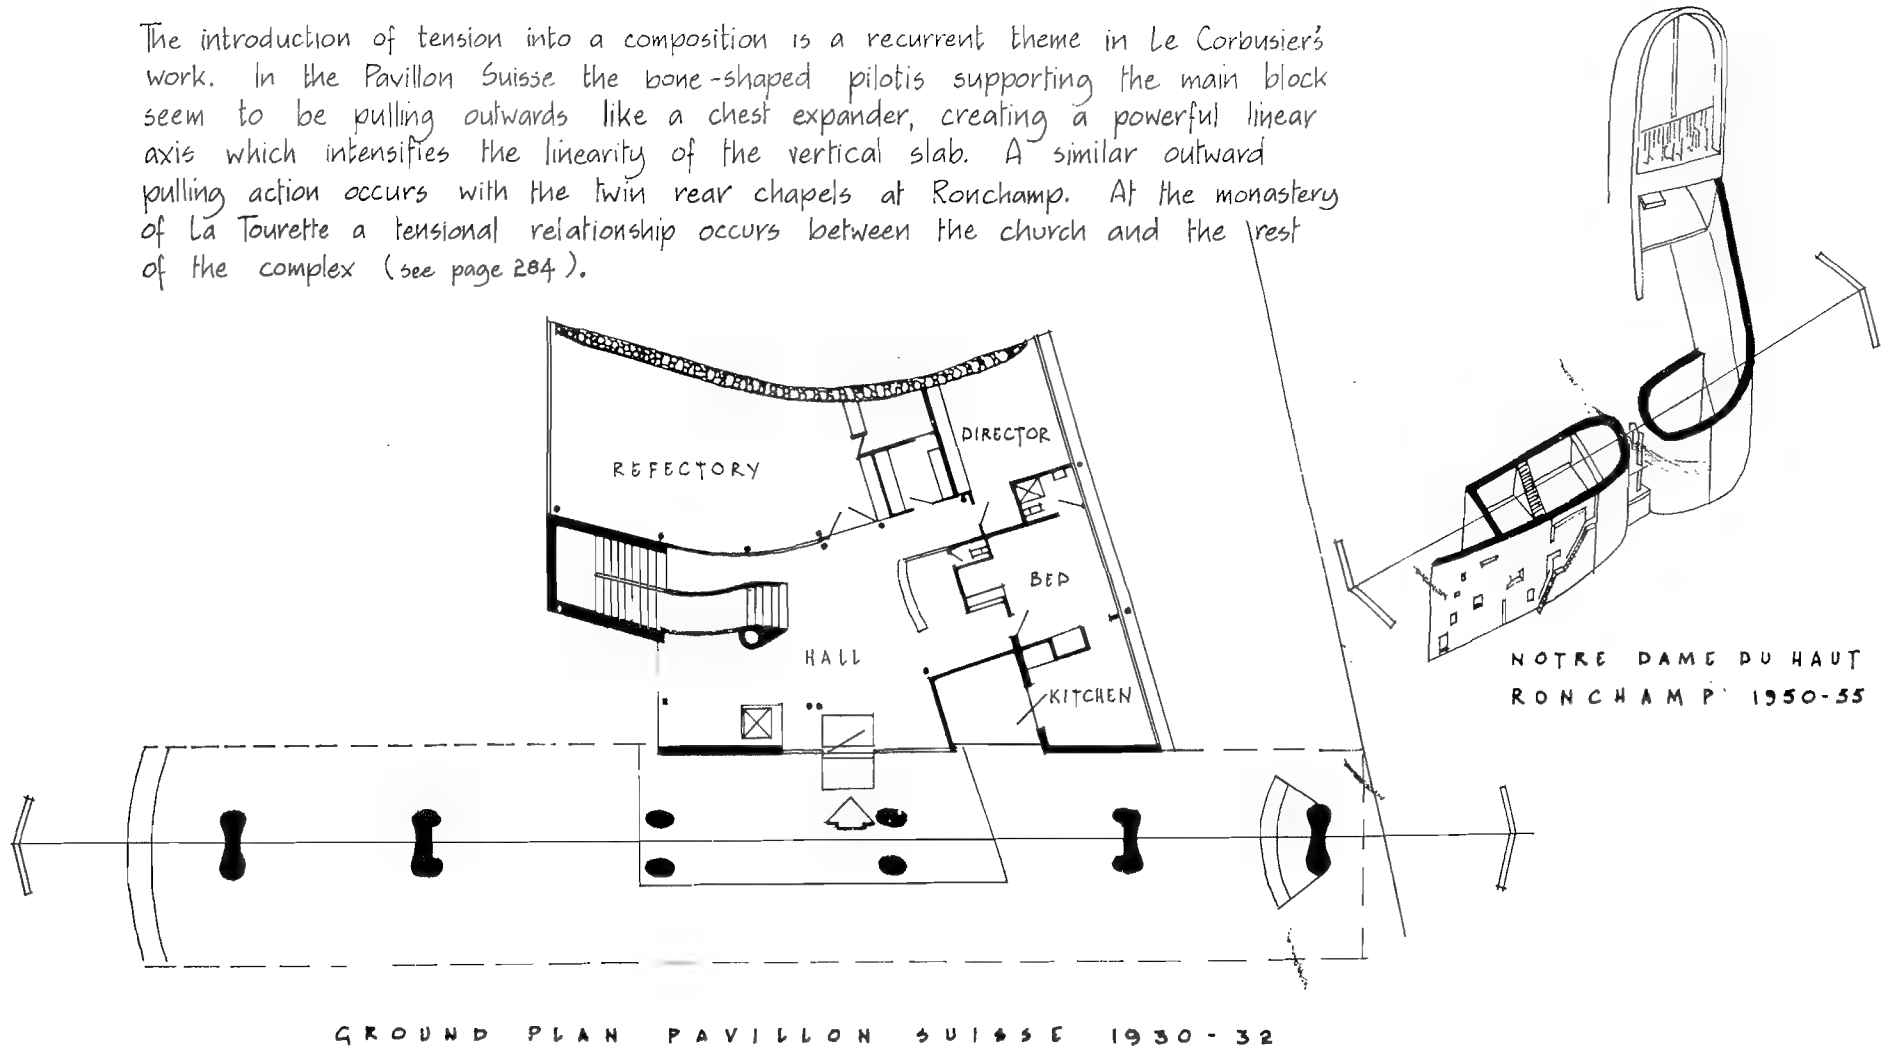 The introduction of tension into a composition is a recurrent theme in Le Corbusier's
work. In the Pavillon Suisse the bone-shaped pilotis supporting the main block
seem to be pulling outwards like a chest expander, creating a powerful linear
axis which intensifies the linearity of the vertical slab. A similar outward
pulling action occurs with the twin rear chapels at Ronchamp. At the monastery
of La Tourette a tensional relationship occurs between the church and the rest
of the complex (see page 284).
DIRECTOR
REFECTORY
BED
HALL
KITCHEN
NOTRE DAME DU HAUT
RONCHAMP 1950-55
GROUND PLAN PAVILLON SUISSE 1930-32